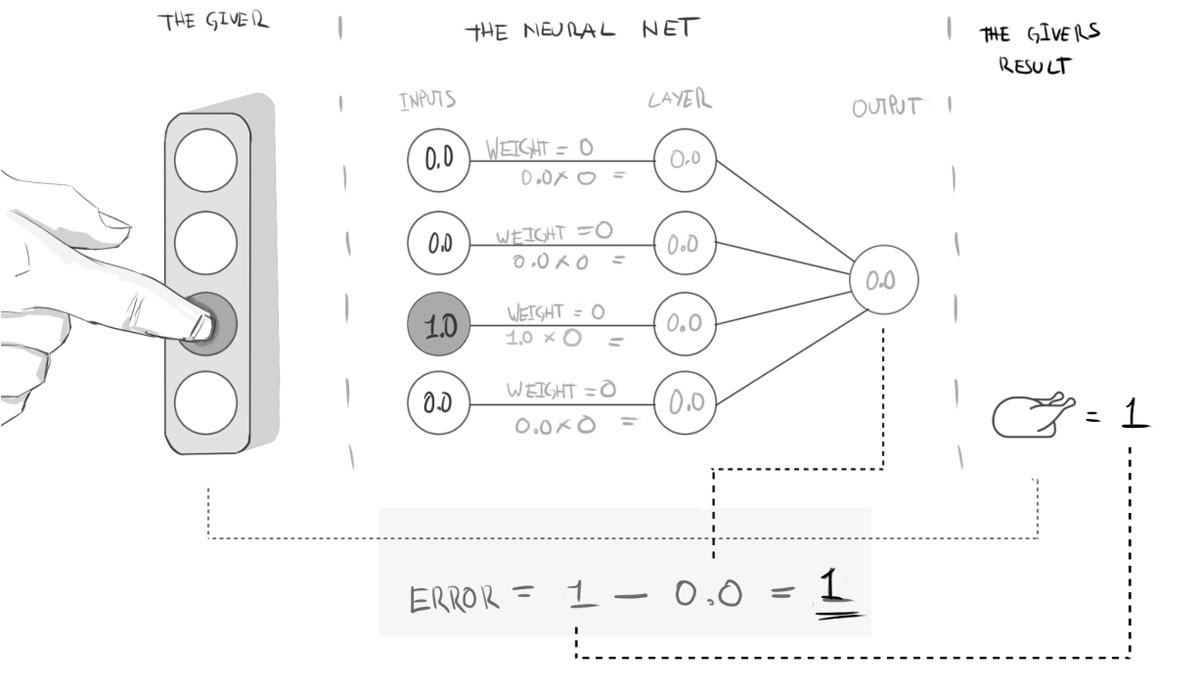 THE GIVER
THE NEURAL NET
THE GIVERS
RESULT
INPUTS
LAYER
OUTPUT
0.0
WEIGHT = 0
0.0 x 0 =
0.0
0.0
WEIGHT = 0
0.0 x 0 =
0.0
0.0
1.0
WEIGHT = 0
1.0 x 0 =
0.0
0.0
WEIGHT = 0
0.0 x 0 =
0.0
= 1
ERROR = 1 – 0.0 = 1